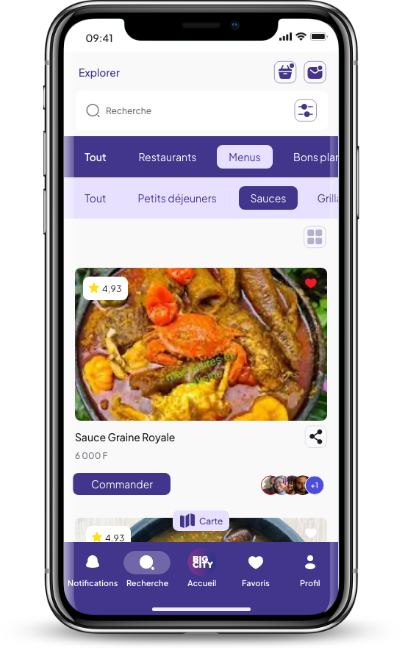 09:41
Explorer
Recherche
Tout Restaurants Menus Bons plan
Tout Petits déjeuners Sauces Grilla
4,93
Sauce Graine Royale
6 000 F
Commander
+1
Carte
4,93
BIG
CITY
Notifications Recherche Accueil Favoris Profil